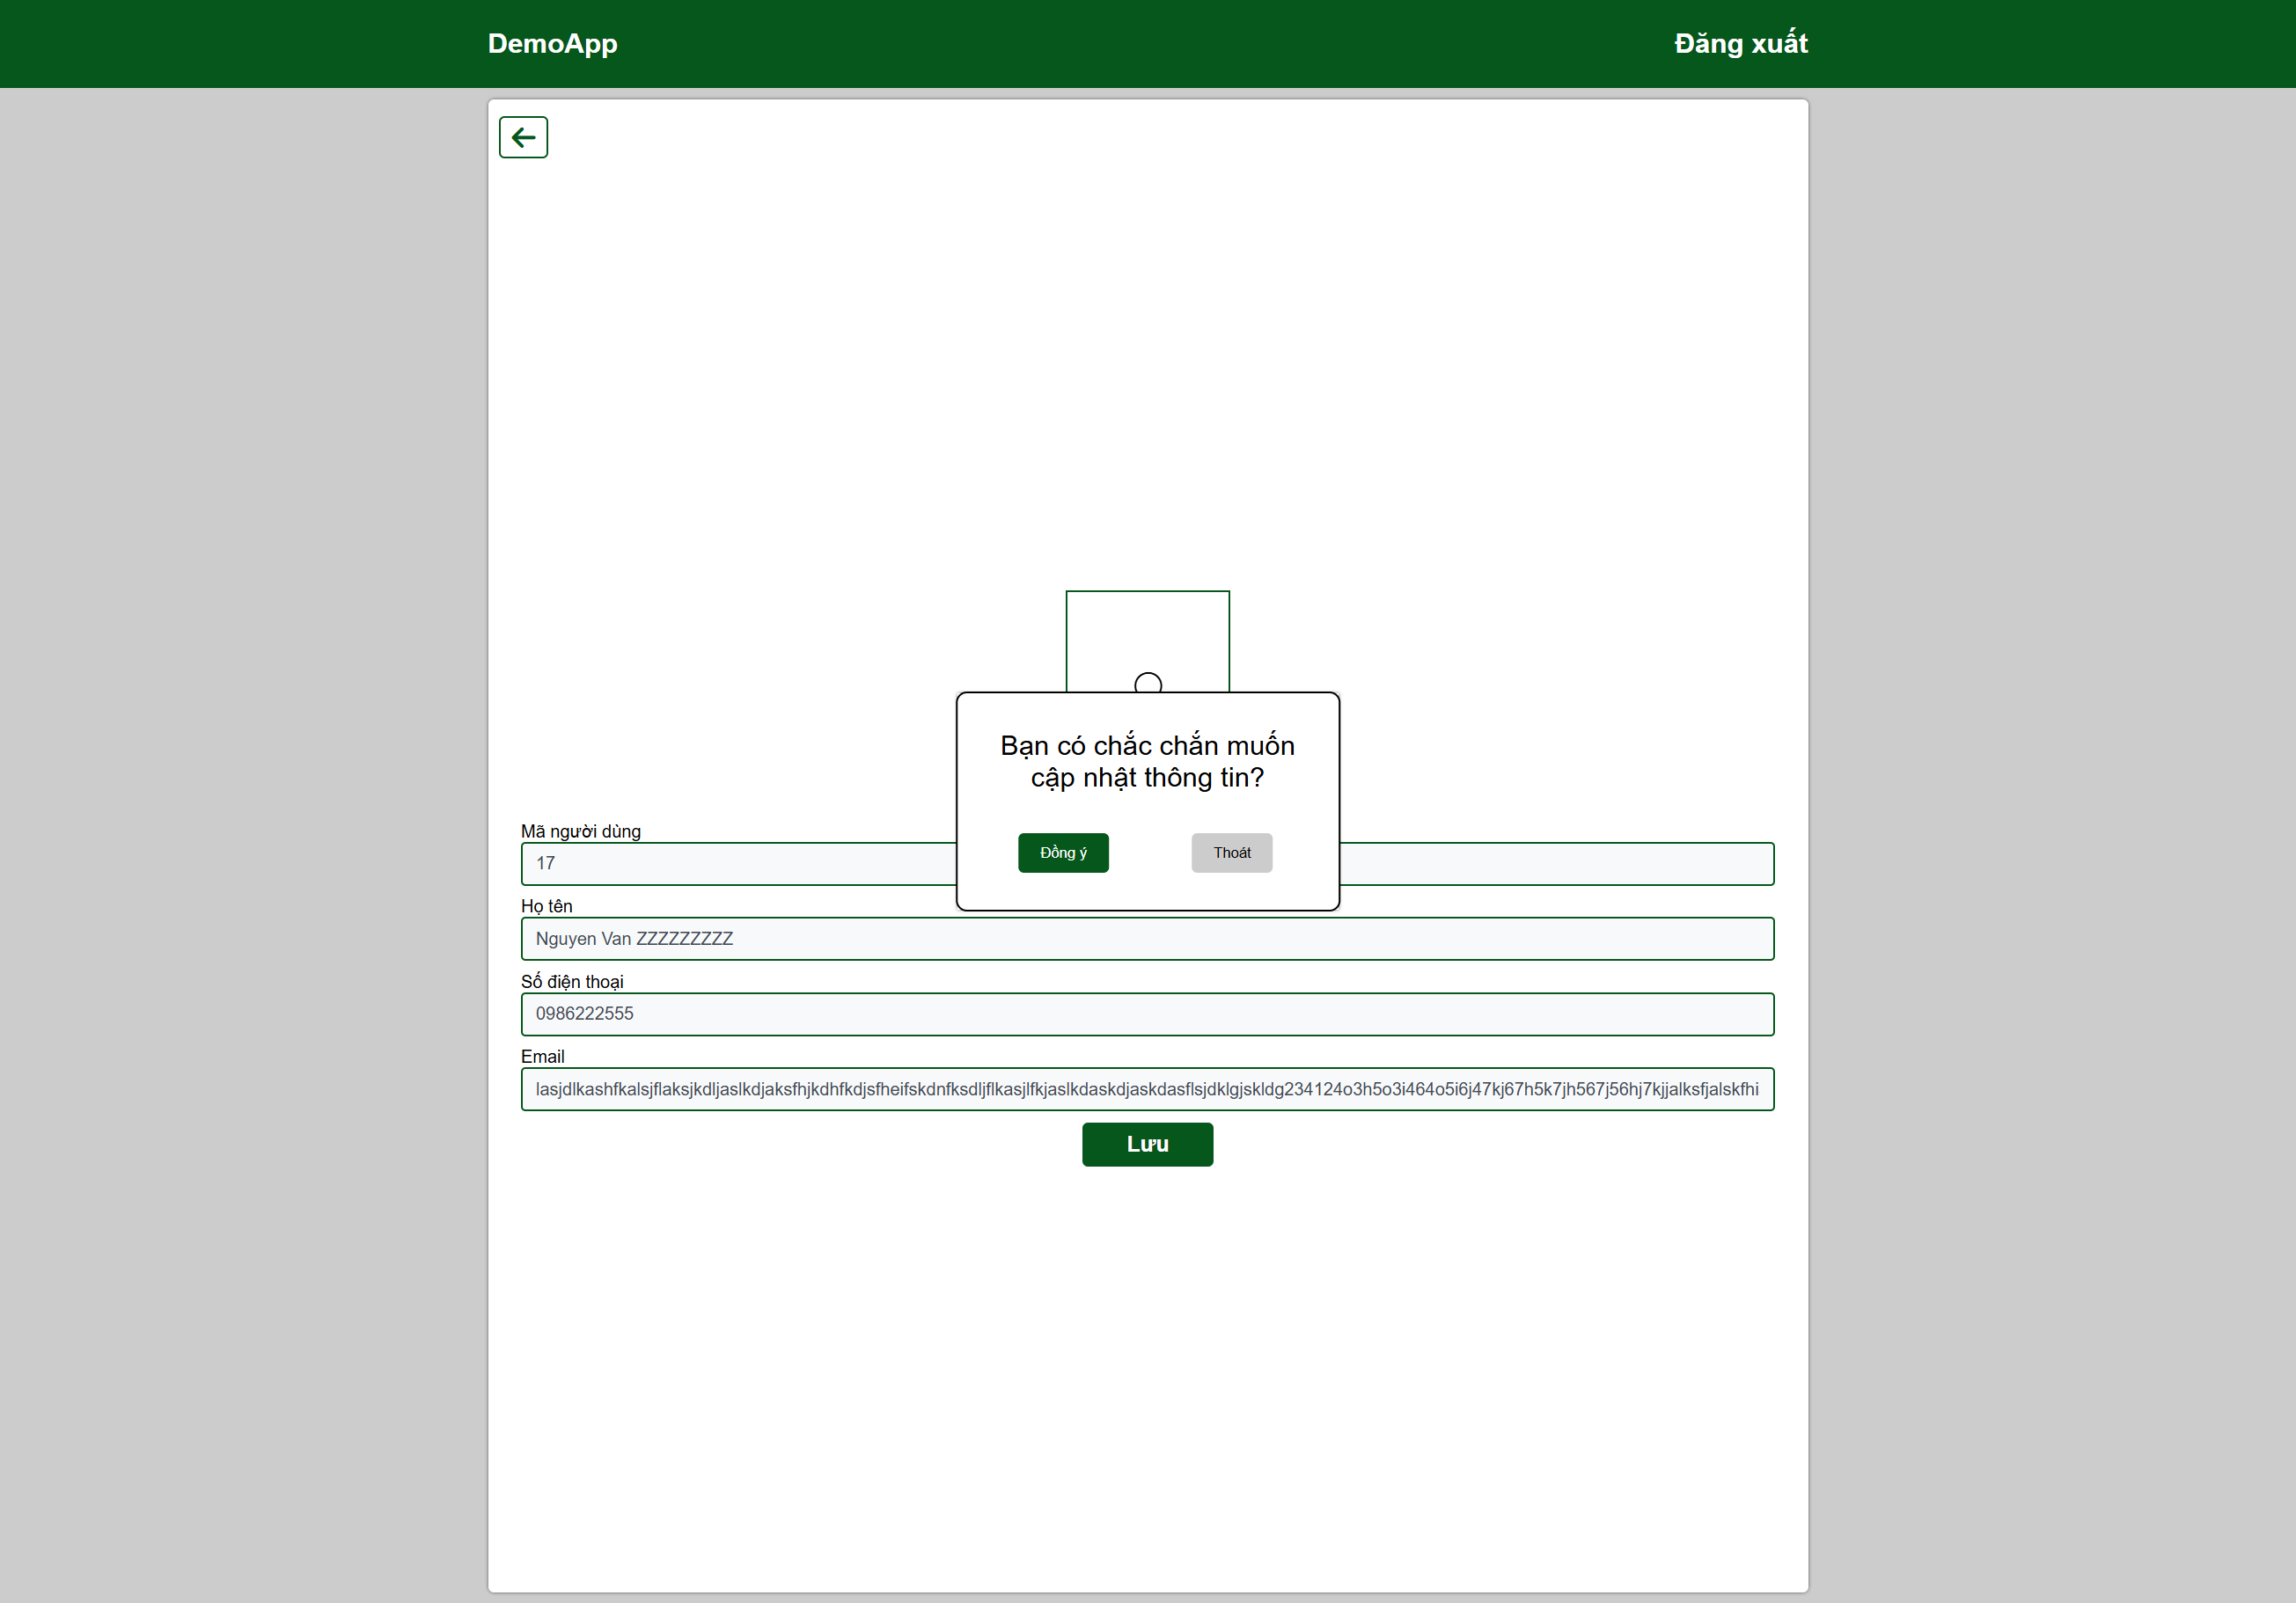 DemoApp
Đăng xuất
Bạn có chắc chắn muốn
cập nhật thông tin?
Đồng ý
Thoát
Mã người dùng
17
Họ tên
Nguyen Van ZZZZZZZZZ
Số điện thoại
0986222555
Email
lasjdlkashfkalsjflaksjkdljaslkdjaksfhjkdhfkdjsfheifskdnfksdljflkasjlfkjaslkdaskdjaskdasflsjdklgjskldg234124o3h5o3i464o5i6j47kj67h5k7jh567j56hj7kjjalksfjalskfhi
Lưu